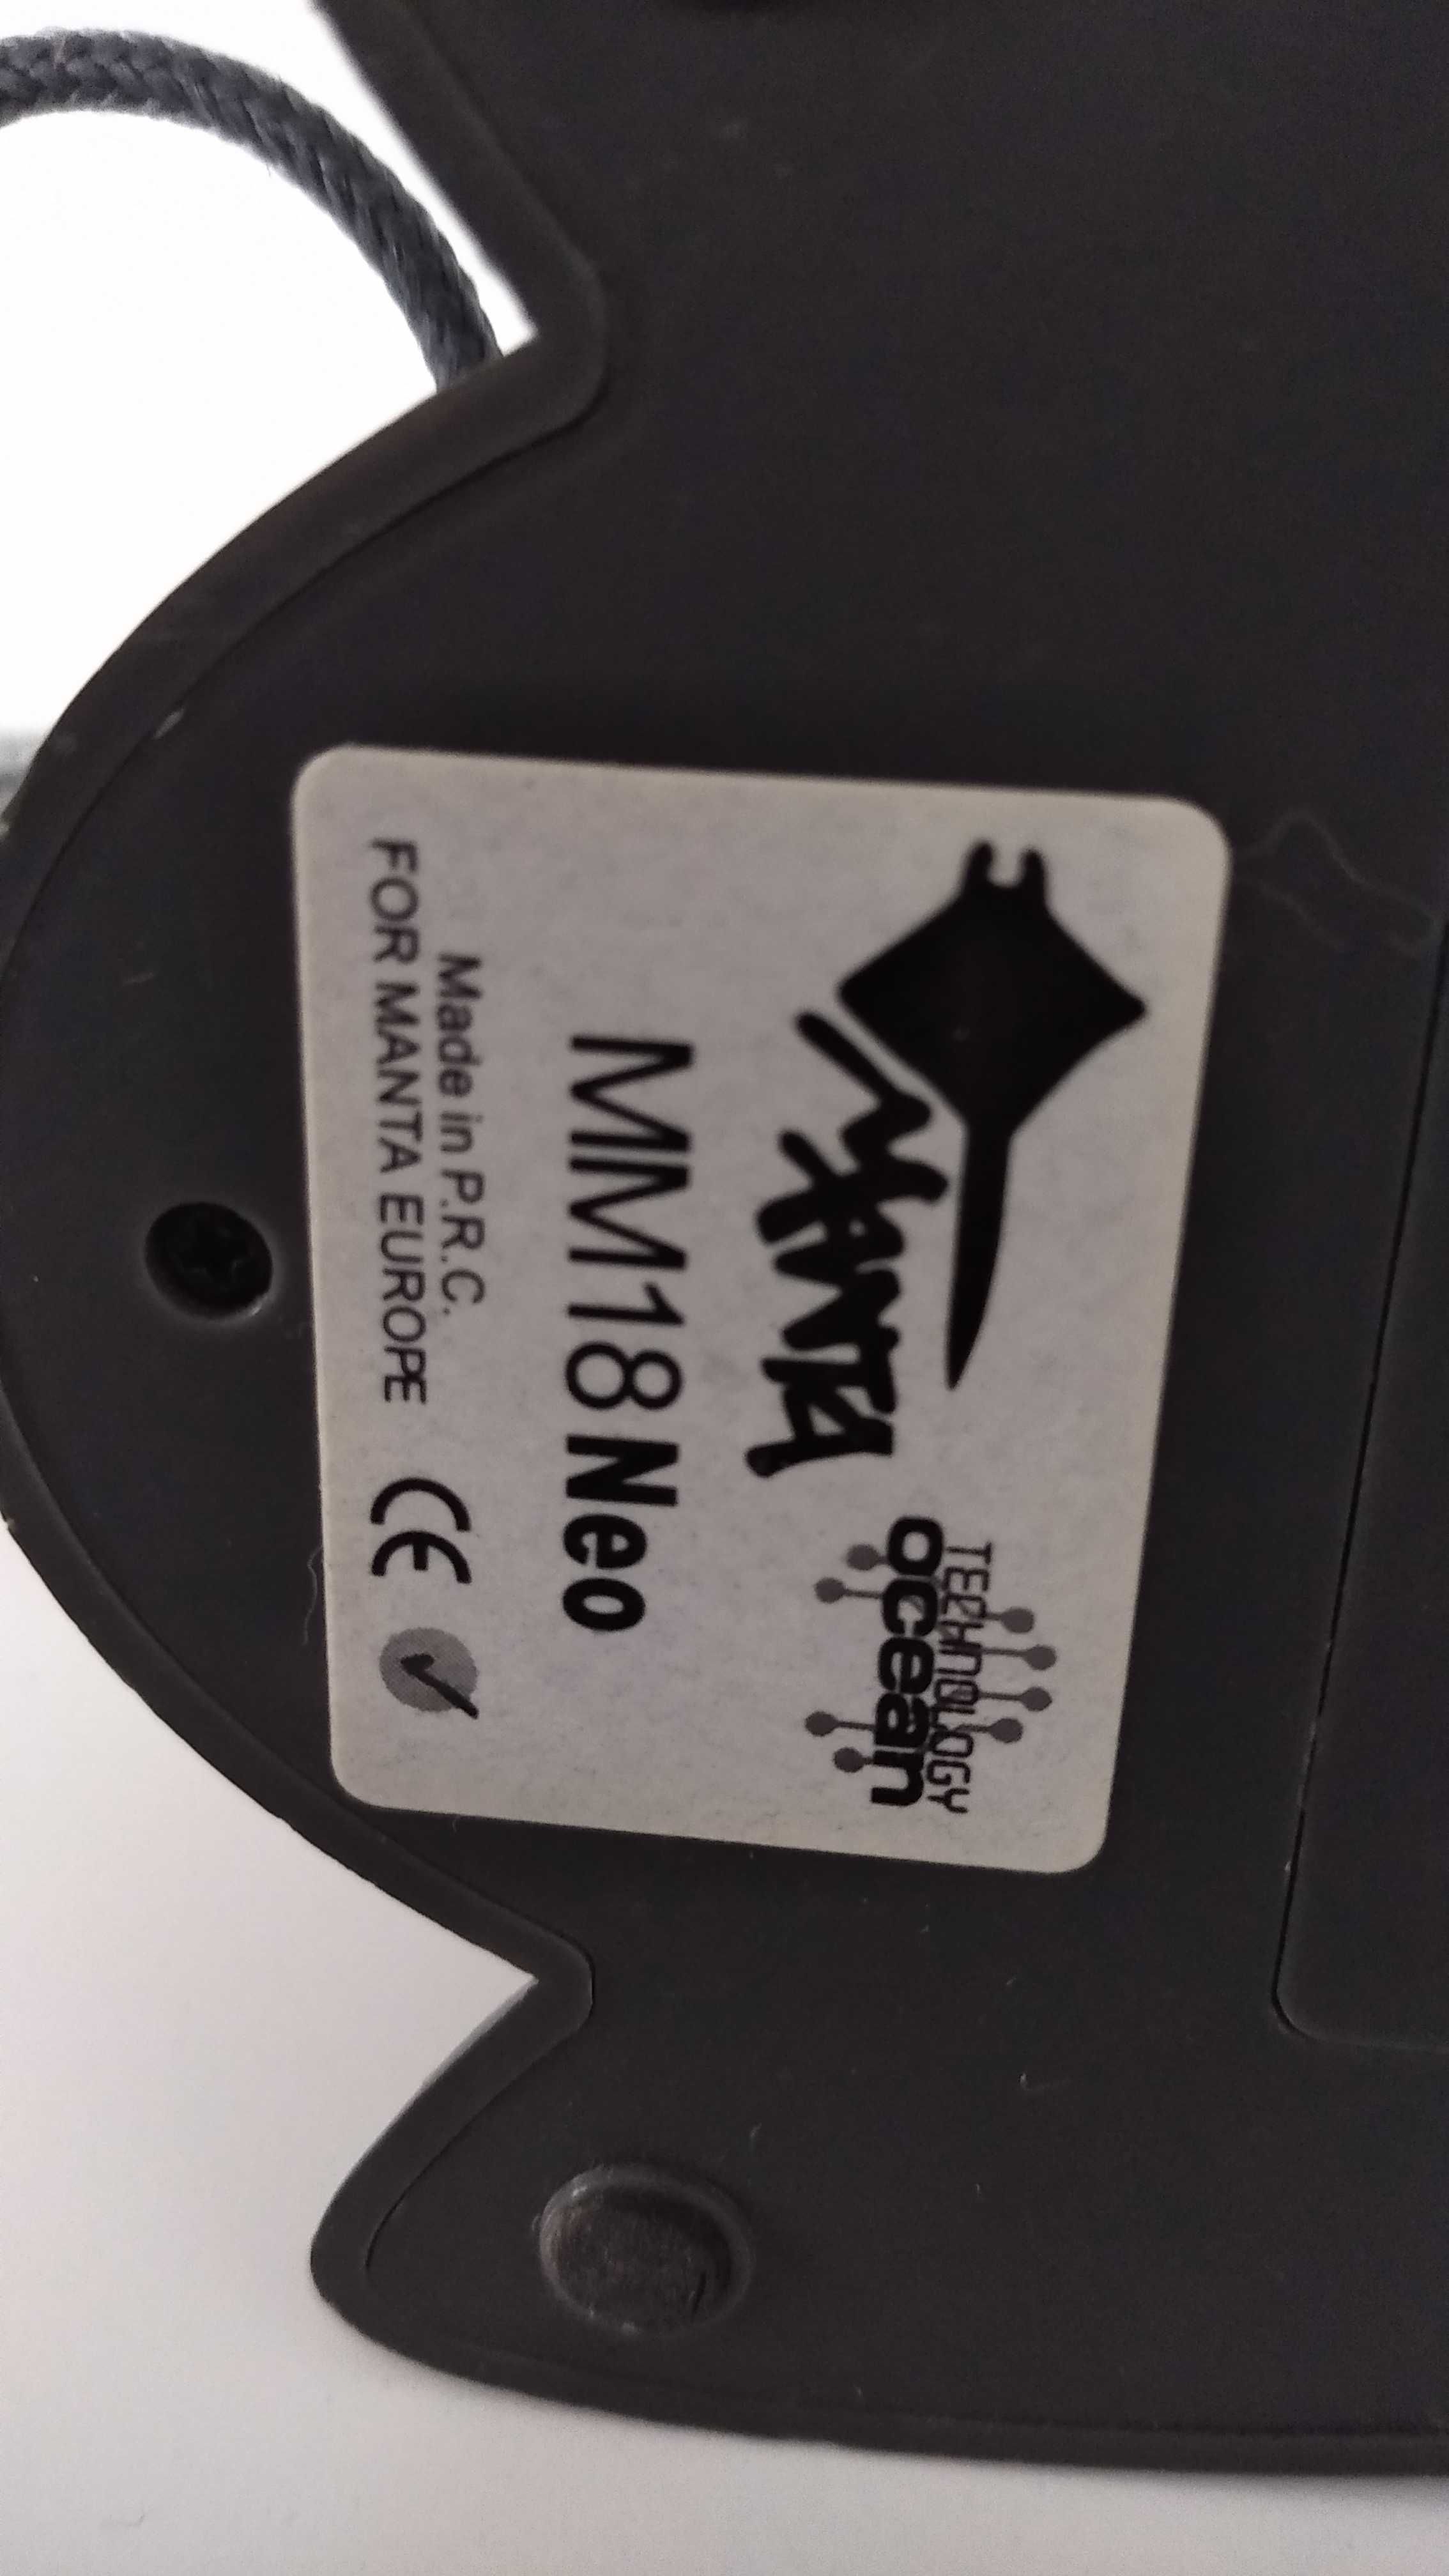 MANTA
TECHNOLOGY
ocean
MM18 Neo
Made in P.R.C.
FOR MANTA EUROPE
CE